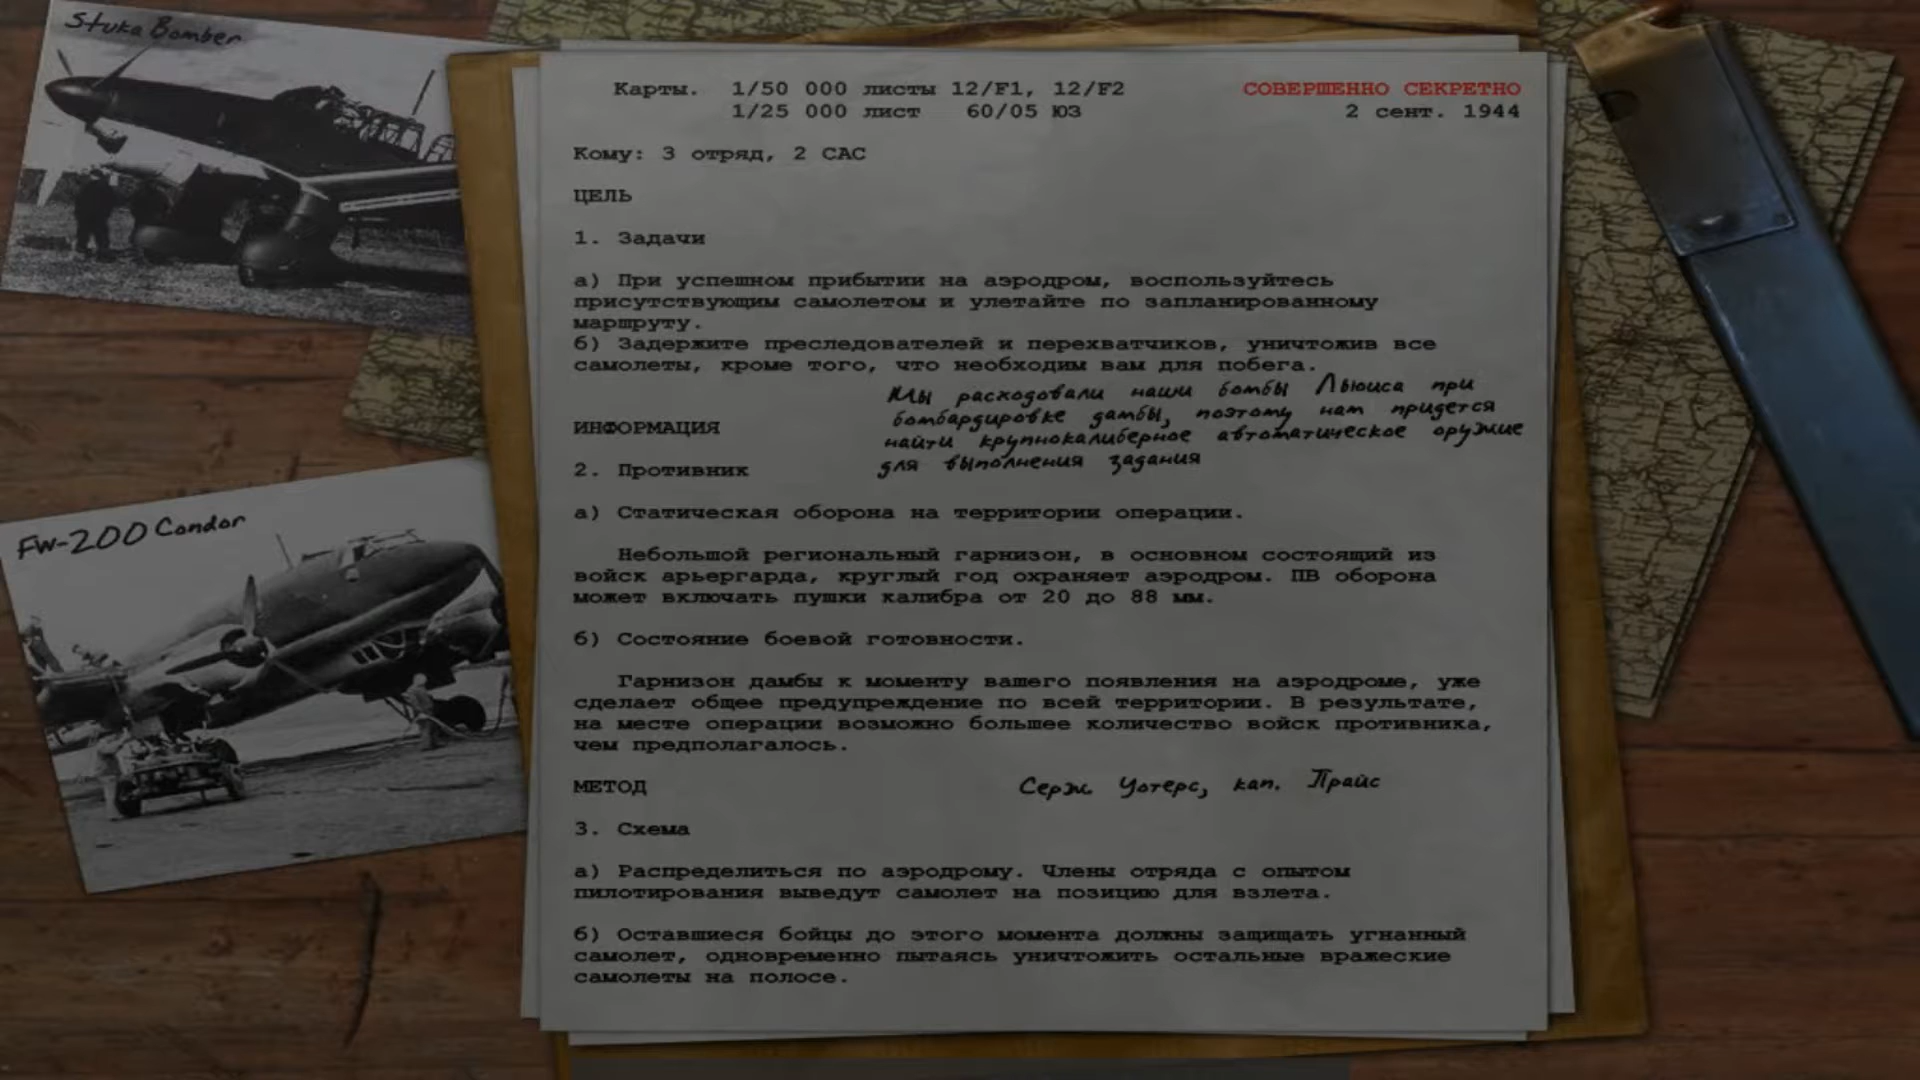 Stuka Bomber
FW-200 Condor
Карты. 1/50 000 листы 12/F1, 12/F2
1/25 000 лист 60/05 ЮЗ
СОВЕРШЕННО СЕКРЕТНО
2 сент. 1944
Кому: 3 отряд, 2 САС
ЦЕЛЬ
1. Задачи
а) При успешном прибытии на аэродром, воспользуйтесь
присутствующим самолетом и улетайте по запланированному
маршруту.
б) Задержите преследователей и перехватчиков, уничтожив все
самолеты, кроме того, что необходим вам для побега.
Мы расходовали наши бомбы Льюиса при
бомбардировке дамбы, поэтому нам придется
найти крупнокалиберное автоматическое оружие
для выполнения задания
ИНФОРМАЦИЯ
2. Противник
а) Статическая оборона на территории операции.
Небольшой региональный гарнизон, в основном состоящий из
войск арьергарда, круглый год охраняет аэродром. ПВ оборона
может включать пушки калибра от 20 до 88 мм.
б) Состояние боевой готовности.
Гарнизон дамбы к моменту вашего появления на аэродроме, уже
сделает общее предупреждение по всей территории. В результате,
на месте операции возможно большее количество войск противника,
чем предполагалось.
МЕТОД
Серж Уотерс, кап. Прайс
3. Схема
а) Распределиться по аэродрому. Члены отряда с опытом
пилотирования выведут самолет на позицию для взлета.
б) Оставшиеся бойцы до этого момента должны защищать угнанный
самолет, одновременно пытаясь уничтожить остальные вражеские
самолеты на полосе.